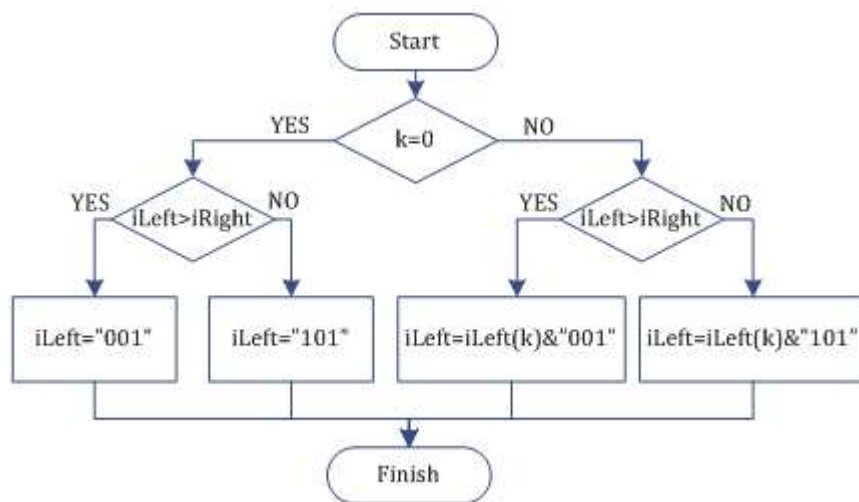 Start
YES
k=0
NO
YES
iLeft>iRight
NO
YES
iLeft>iRight
NO
iLeft="001"
iLeft="101"
iLeft=iLeft(k)&"001"
iLeft=iLeft(k)&"101"
Finish